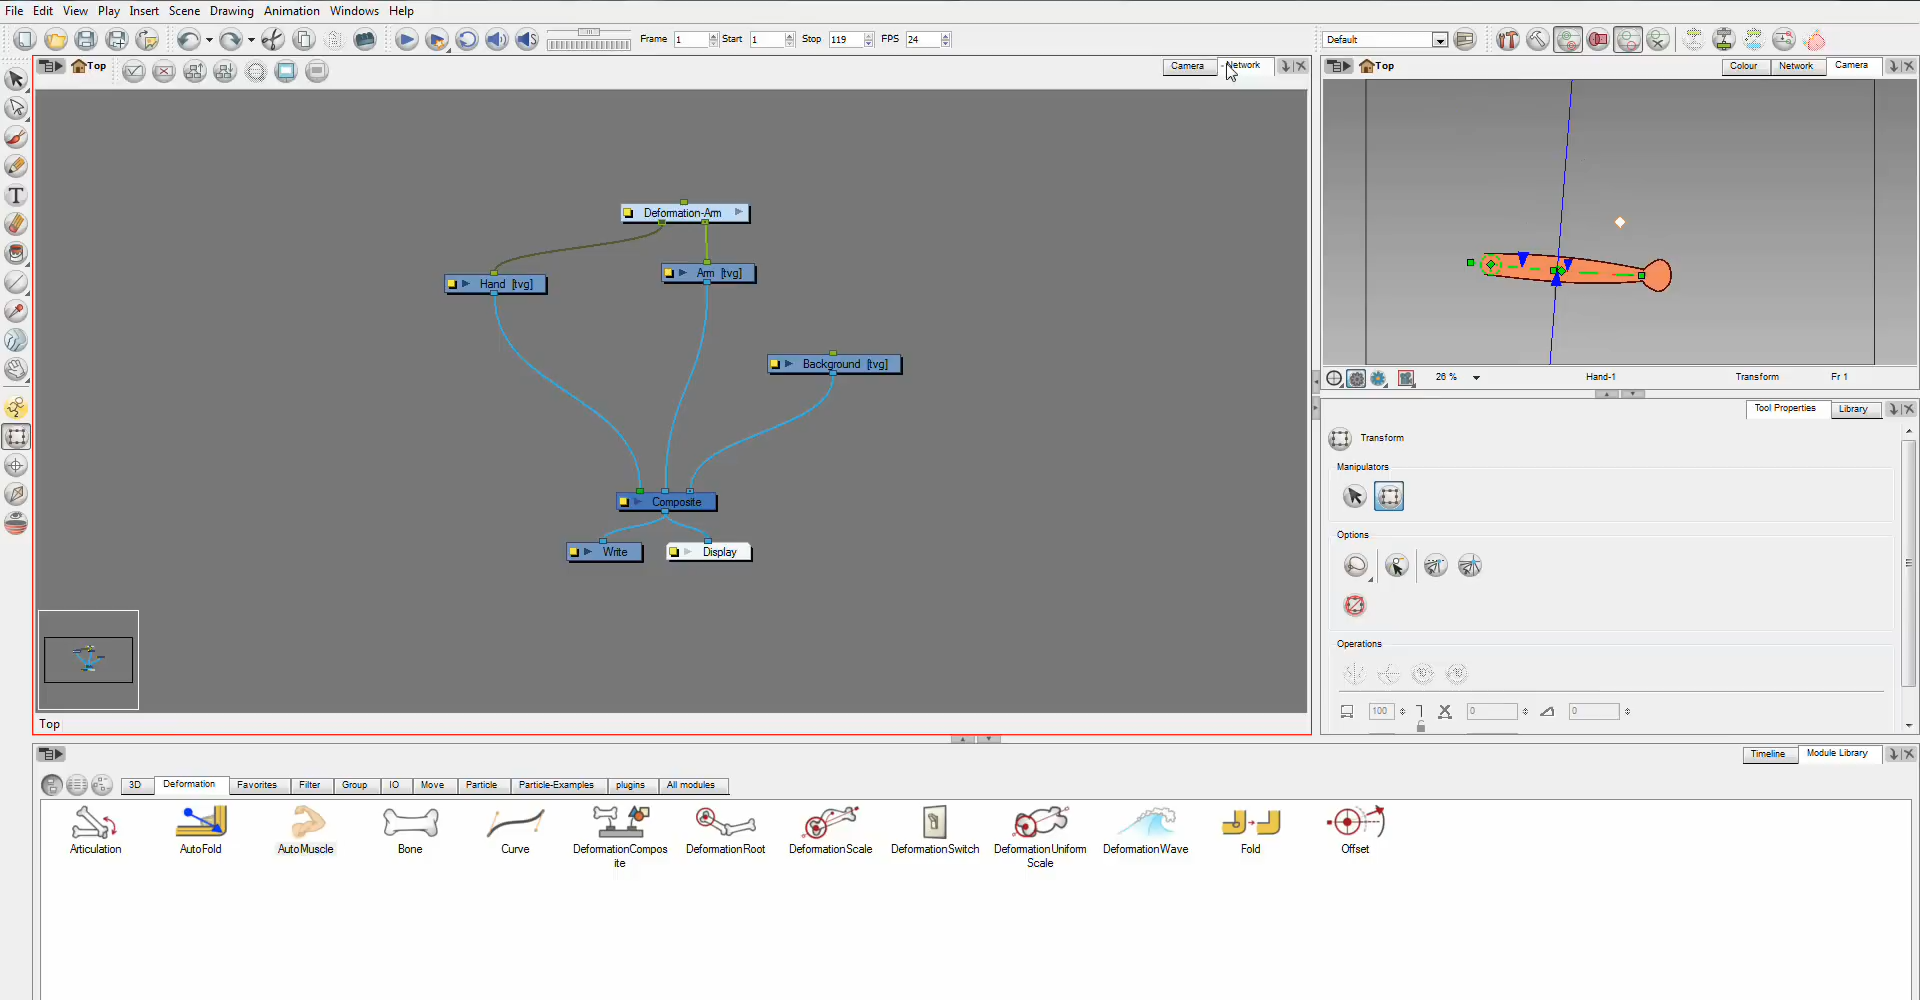 File Edit View Play Insert Scene Drawing Animation Windows Help
Frame 1 Start 1 Stop 119 FPS 24
Default
Top
Camera Network
Top
Colour Network Camera
Deformation-Arm
Hand [tvg]
Arm [tvg]
Background [tvg]
Composite
Write
Display
Top
26 % Hand-1 Transform Fr 1
Tool Properties Library
Transform
Manipulators
Options
Operations
100 0 0
Timeline Module Library
3D Deformation Favorites Filter Group IO Move Particle Particle-Examples plugins All modules
Articulation
AutoFold
AutoMuscle
Bone
Curve
DeformationCompos
ite
DeformationRoot
DeformationScale
DeformationSwitch
DeformationUniform
Scale
DeformationWave
Fold
Offset